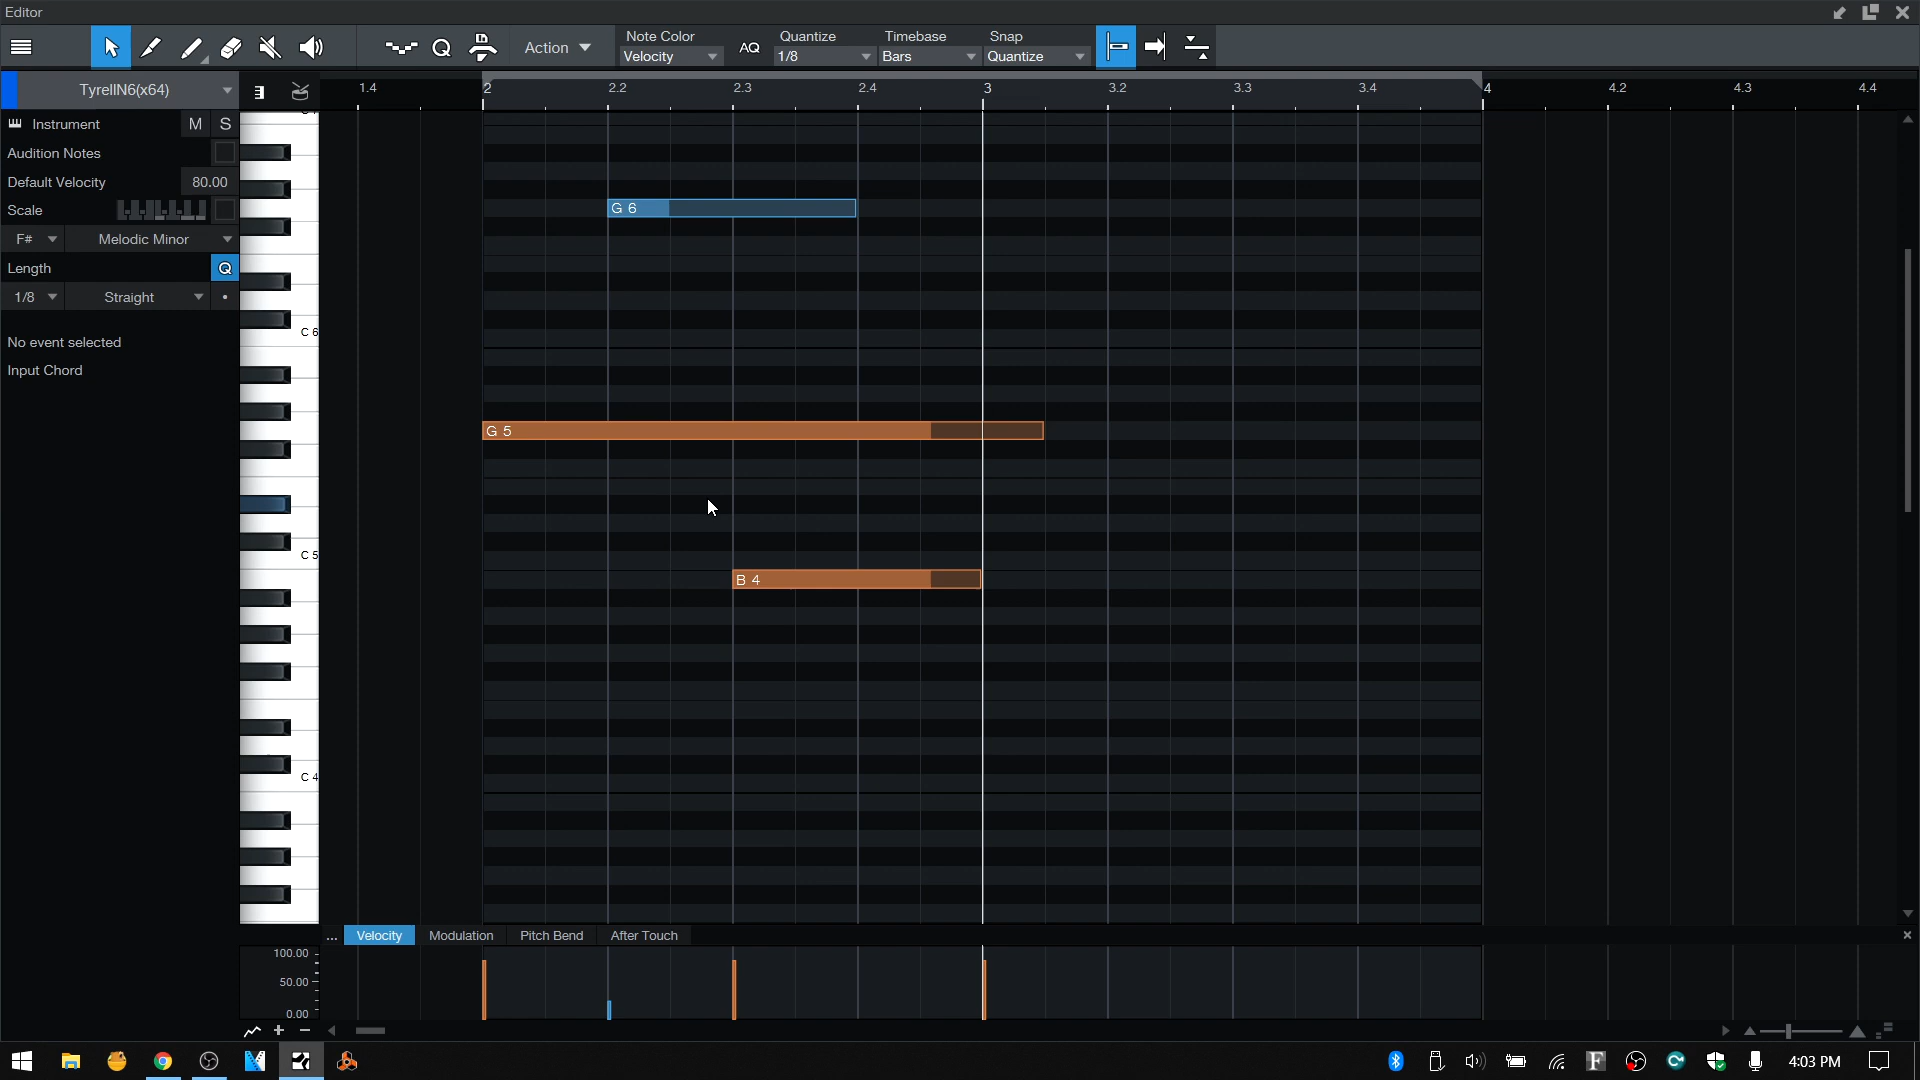 Editor
Action
Note Color
Velocity
AQ
Quantize
1/8
Timebase
Bars
Snap
Quantize
TyrellN6(x64)
1.4
2
2.2
2.3
2.4
3
3.2
3.3
3.4
4
4.2
4.3
4.4
Instrument
M
S
Audition Notes
Default Velocity
80.00
Scale
F#
Melodic Minor
Length
Q
1/8
Straight
No event selected
Input Chord
G 6
C 6
G 5
C 5
B 4
C 4
...
Velocity
Modulation
Pitch Bend
After Touch
100.00
50.00
0.00
4:03 PM